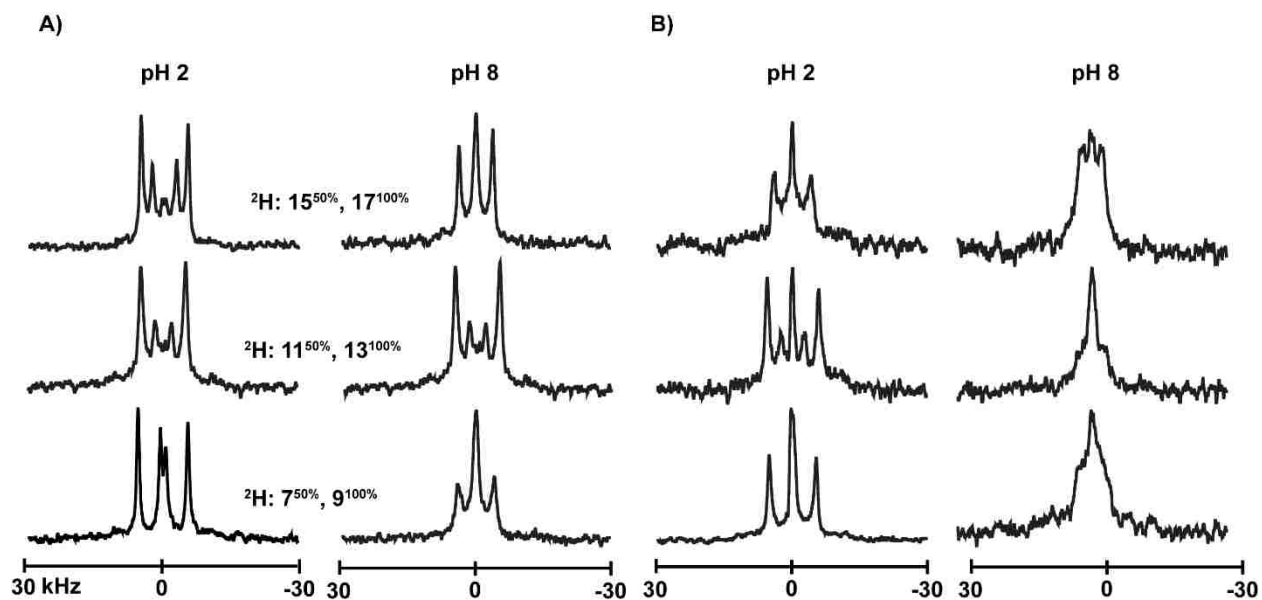 A) B)
pH 2 pH 8 pH 2 pH 8
²H: 15⁵⁰%, 17¹⁰⁰%
²H: 11⁵⁰%, 13¹⁰⁰%
²H: 7⁵⁰%, 9¹⁰⁰%
30 kHz 0 -30 30 0 -30 30 0 -30 30 0 -30